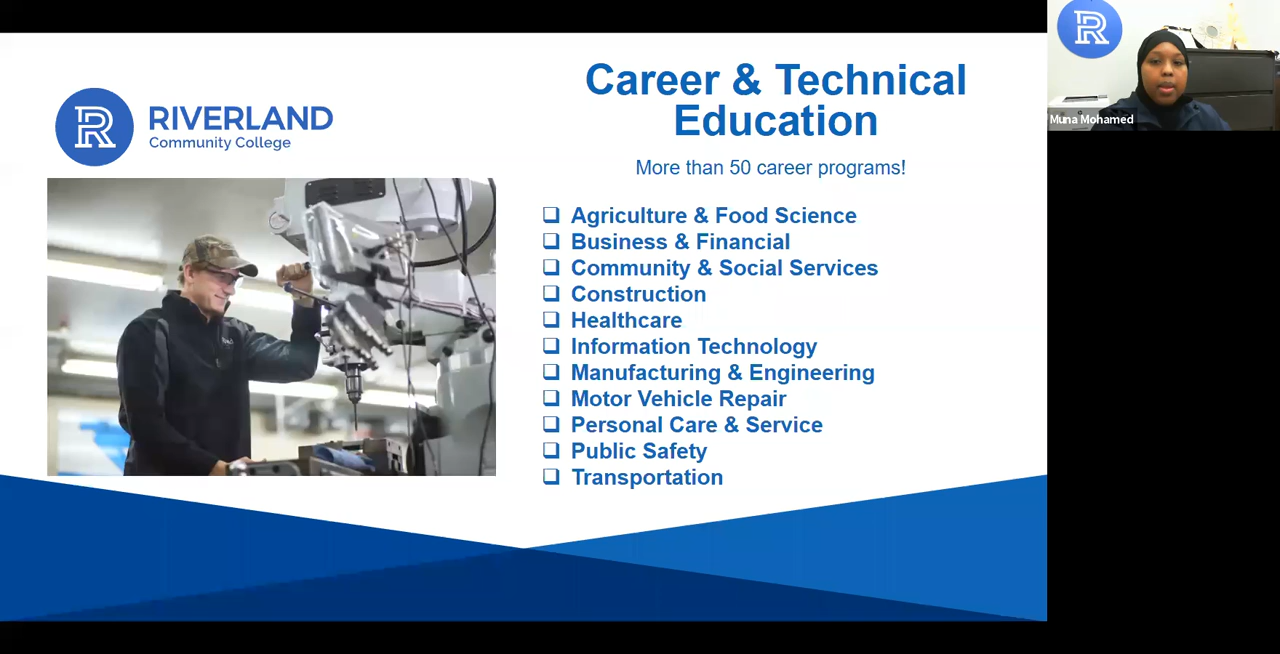 RIVERLAND
Community College
Career & Technical
Education
More than 50 career programs!
Agriculture & Food Science
Business & Financial
Community & Social Services
Construction
Healthcare
Information Technology
Manufacturing & Engineering
Motor Vehicle Repair
Personal Care & Service
Public Safety
Transportation
Muna Mohamed